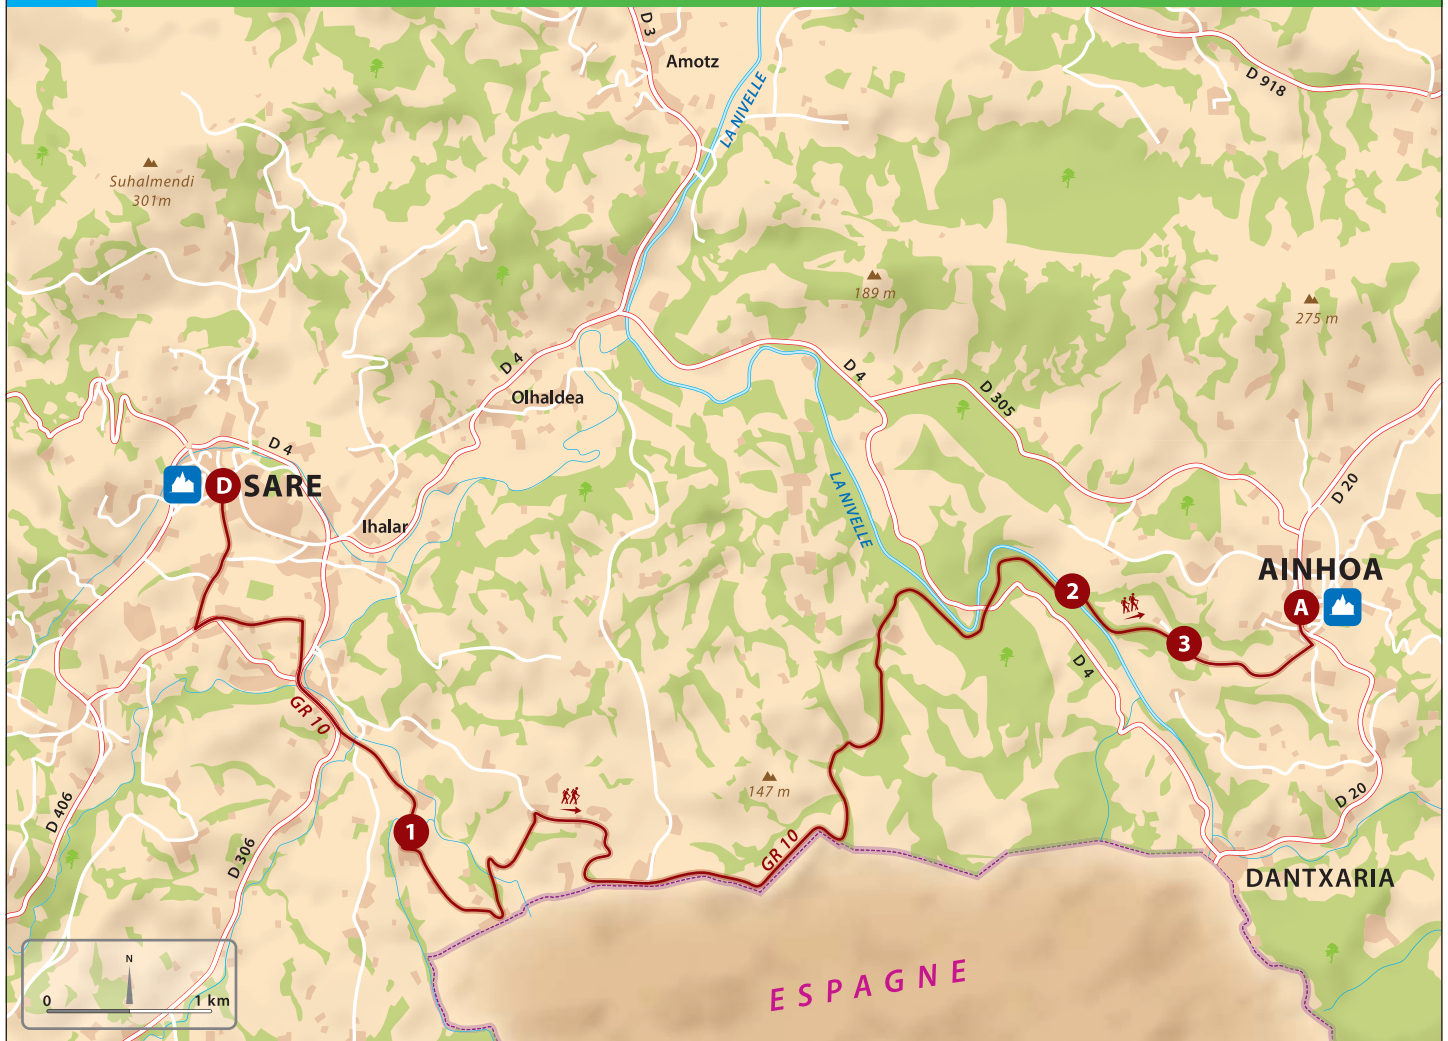 D 3
Amotz
D 918
LA NIVELLE
Suhalmendi
301m
189 m
275 m
D 4
D 4
Olhaldea
D 305
D 4
D SARE
D 20
LA NIVELLE
Ihalar
AINHOA
2
A
3
D 4
GR 10
147 m
D 20
D 406
1
D 306
GR 10
DANTXARIA
N
0 1 km
ESPAGNE